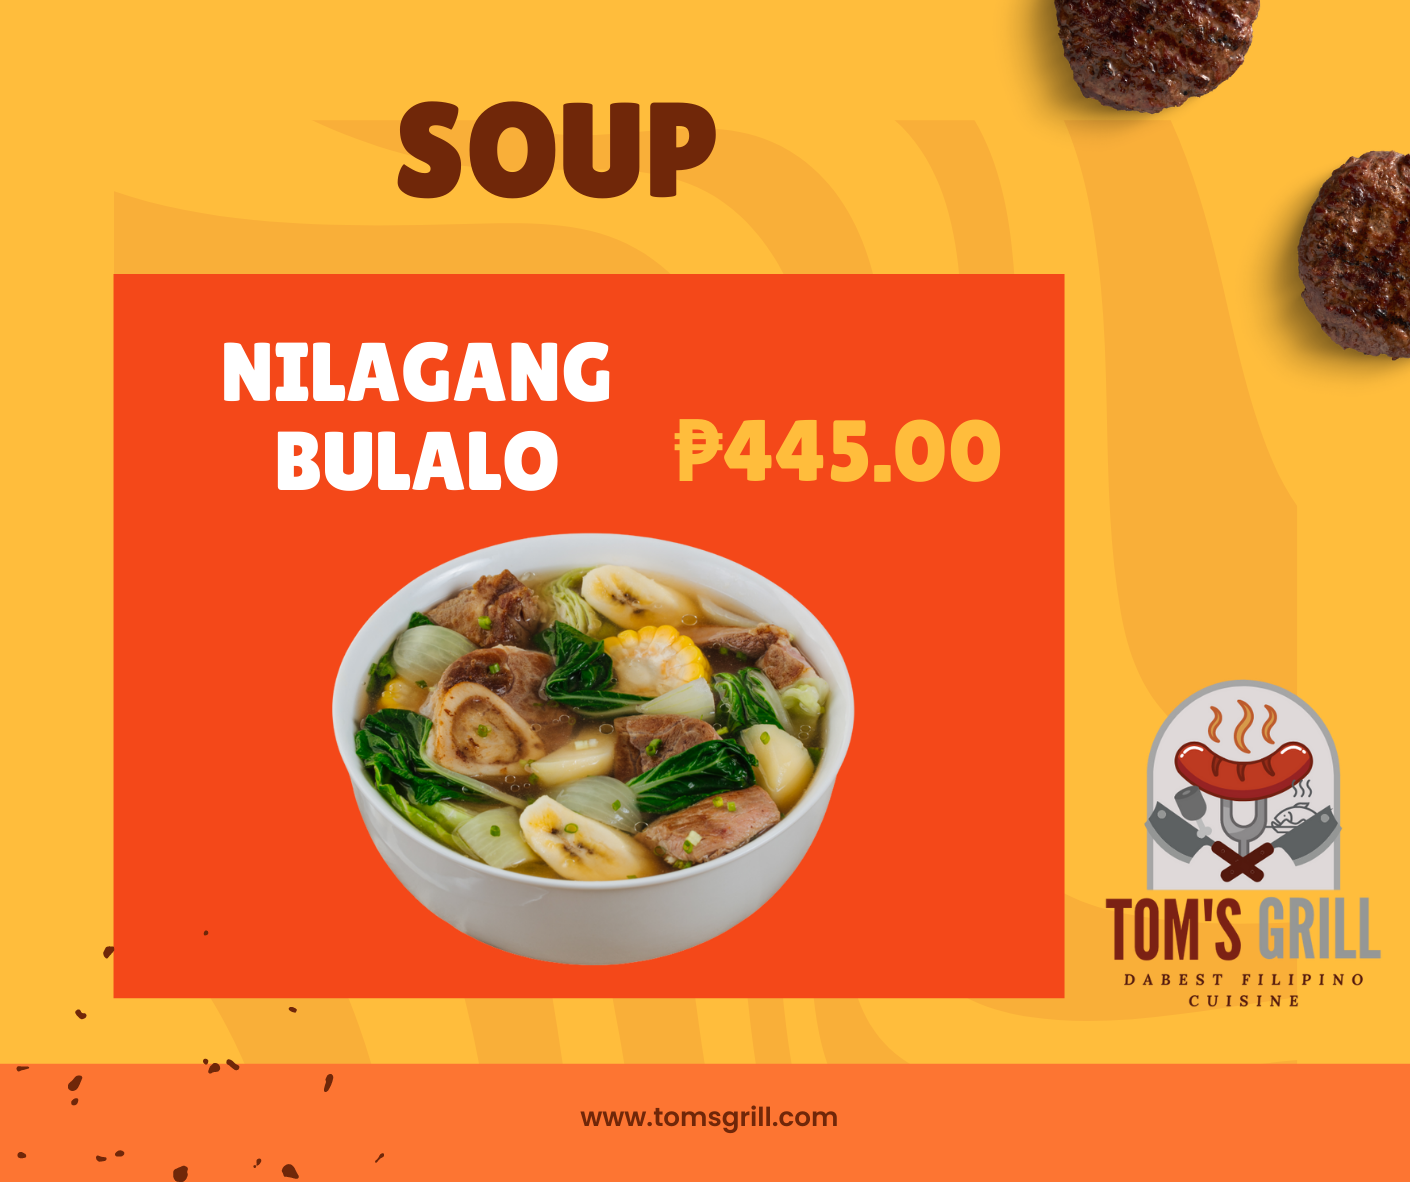 SOUP
NILAGANG
BULALO
₱445.00
TOM'S GRILL
DABEST FILIPINO
CUISINE
www.tomsgrill.com